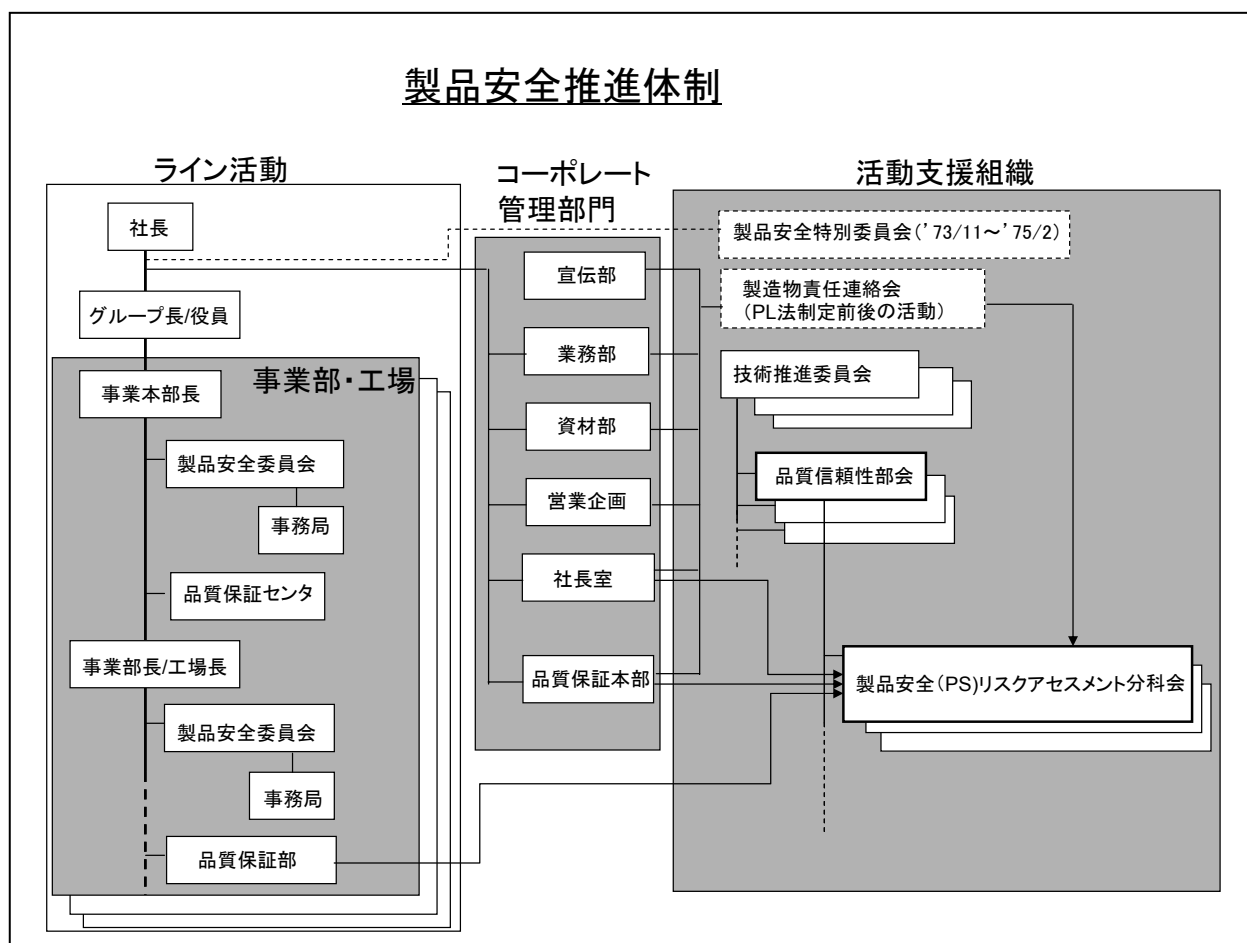 製品安全推進体制
ライン活動
社長
グループ長/役員
事業部・工場
事業本部長
製品安全委員会
事務局
品質保証センタ
事業部長/工場長
製品安全委員会
事務局
品質保証部
コーポレート
管理部門
宣伝部
業務部
資材部
営業企画
社長室
品質保証本部
活動支援組織
製品安全特別委員会(’73/11～’75/2)
製造物責任連絡会
(PL法制定前後の活動)
技術推進委員会
品質信頼性部会
製品安全(PS)リスクアセスメント分科会